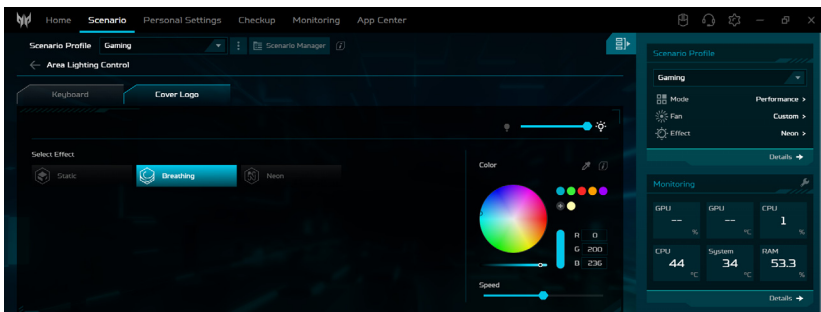 Home Scenario Personal Settings Checkup Monitoring App Center
Scenario Profile Gaming Scenario Manager
Area Lighting Control
Keyboard Cover Logo
Select Effect
Static Breathing Neon
Color
R 0
G 200
B 236
Speed
Scenario Profile
Gaming
Mode Performance >
Fan Custom >
Effect Neon >
Details →
Monitoring
GPU GPU CPU
-- -- 1
% °C %
CPU System RAM
44 34 53.3
°C °C %
Details →